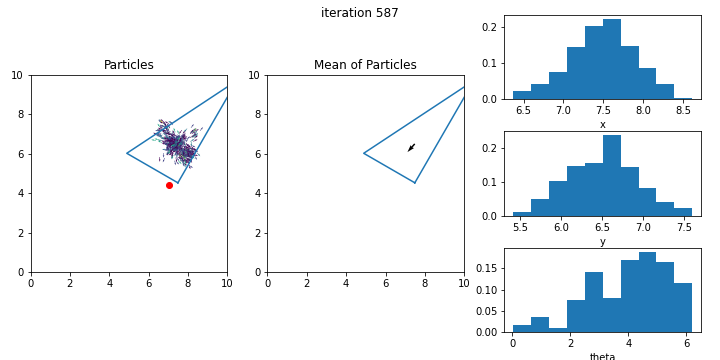 iteration 587
Particles
10
8
6
4
2
0
0 2 4 6 8 10
Mean of Particles
10
8
6
4
2
0
0 2 4 6 8 10
0.2
0.1
0.0
6.5 7.0 7.5 8.0 8.5
x
0.2
0.1
0.0
5.5 6.0 6.5 7.0 7.5
y
0.15
0.10
0.05
0.00
0 2 4 6
theta